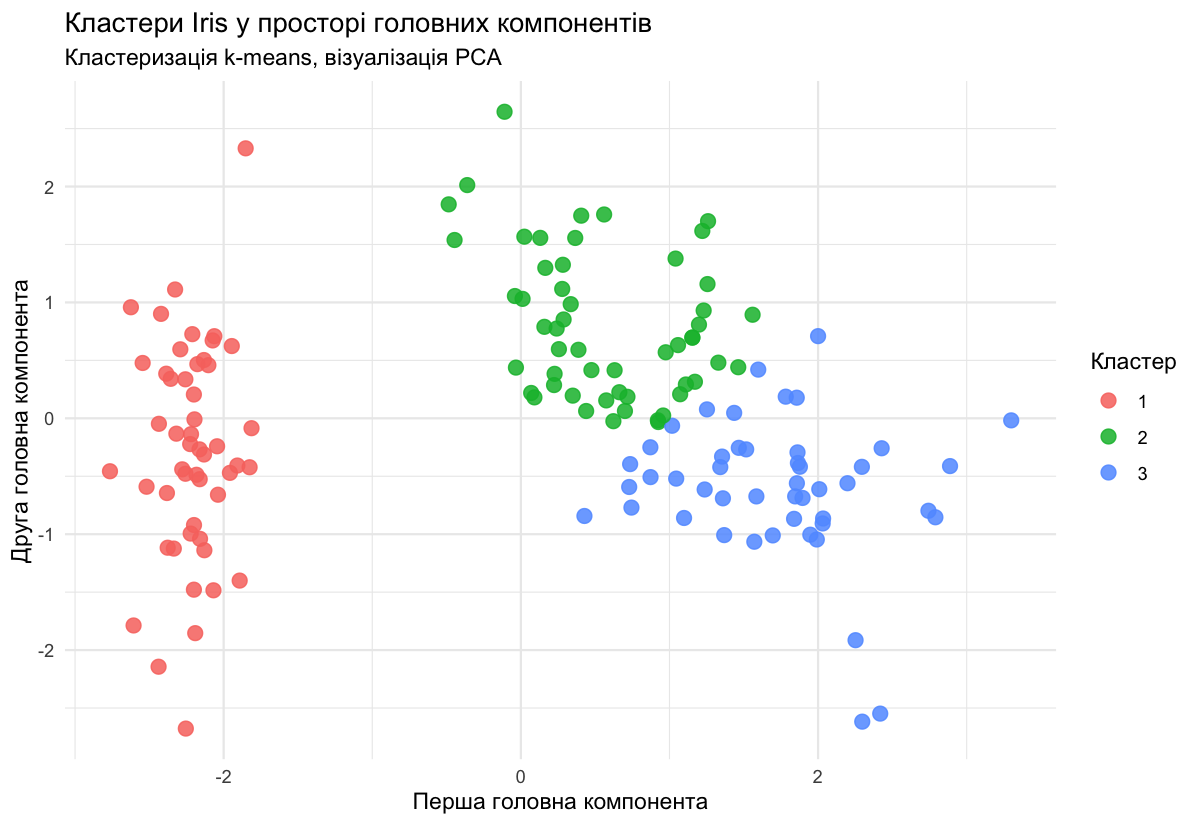 Кластери Iris у просторі головних компонентів
Кластеризація k-means, візуалізація PCA
Друга головна компонента
2
1
0
-1
-2
-2
0
2
Перша головна компонента
Кластер
1
2
3